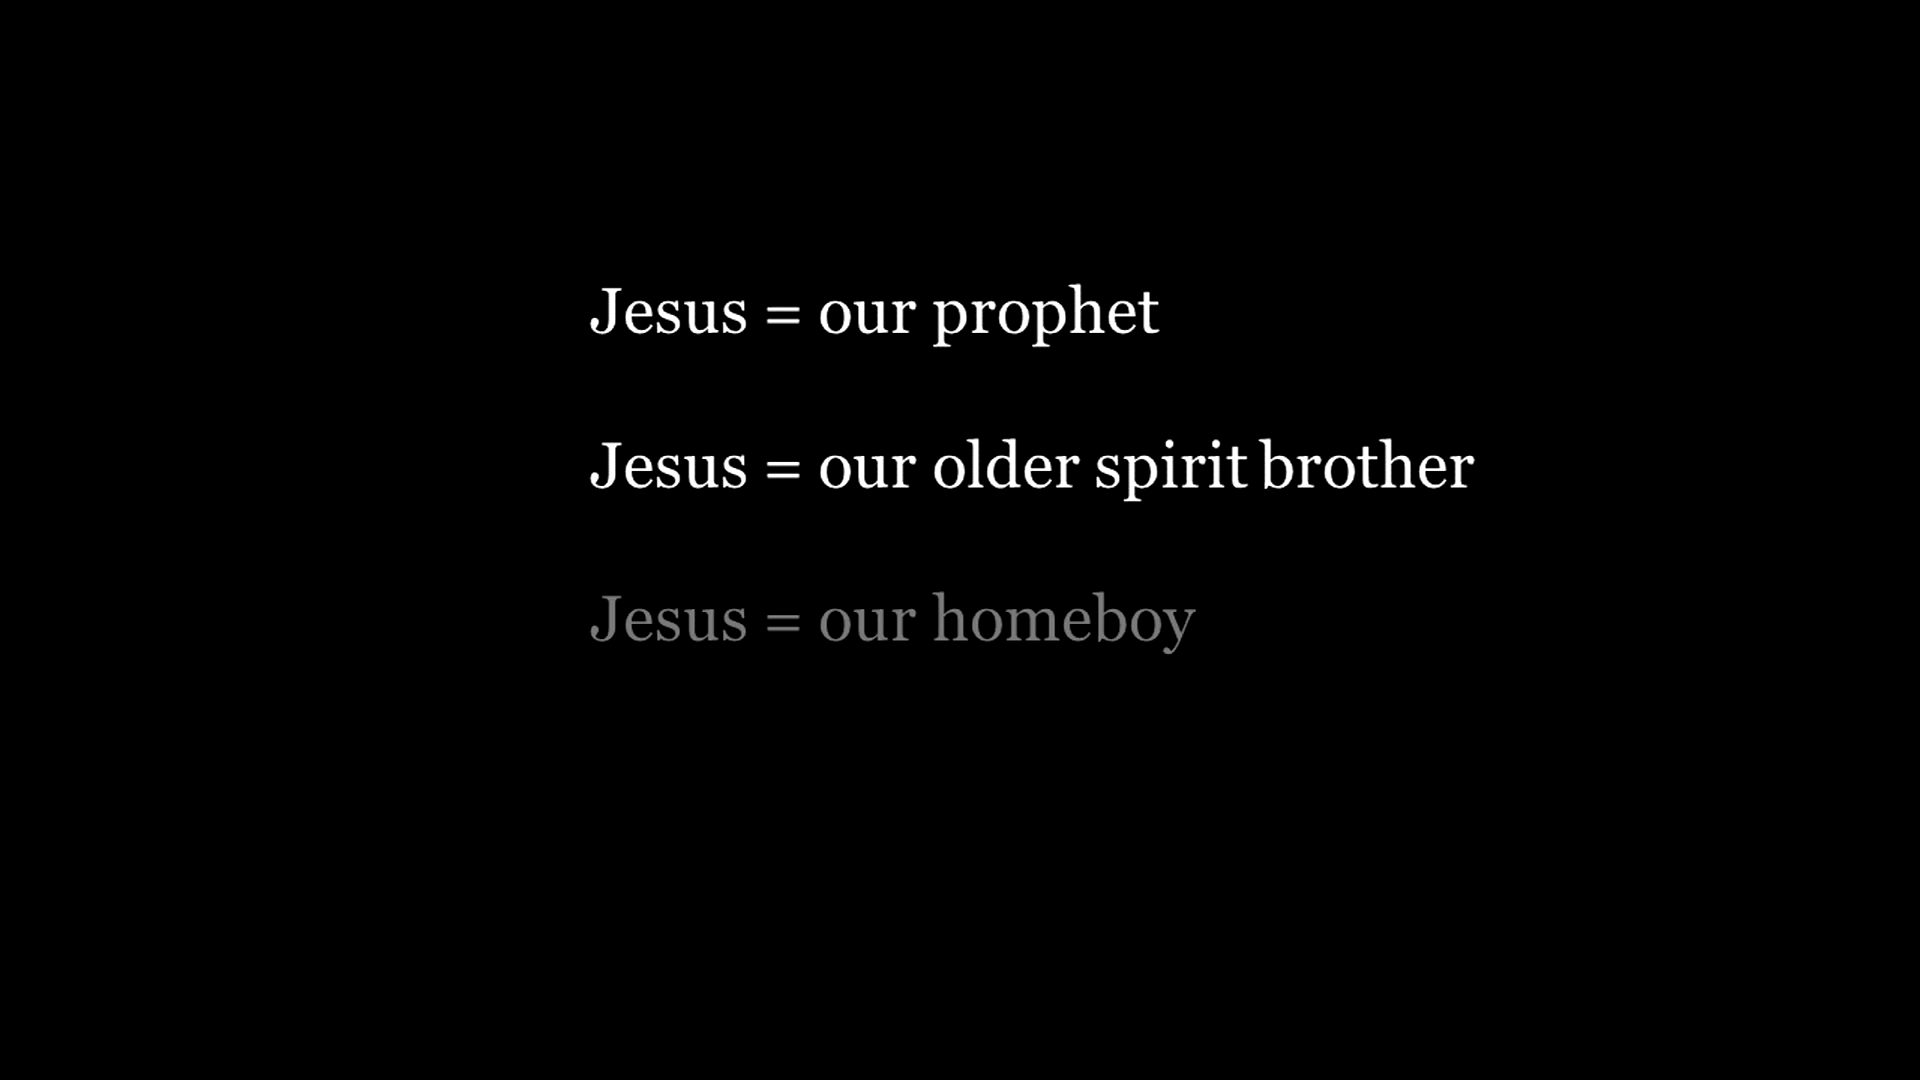 Jesus = our prophet
Jesus = our older spirit brother
Jesus = our homeboy